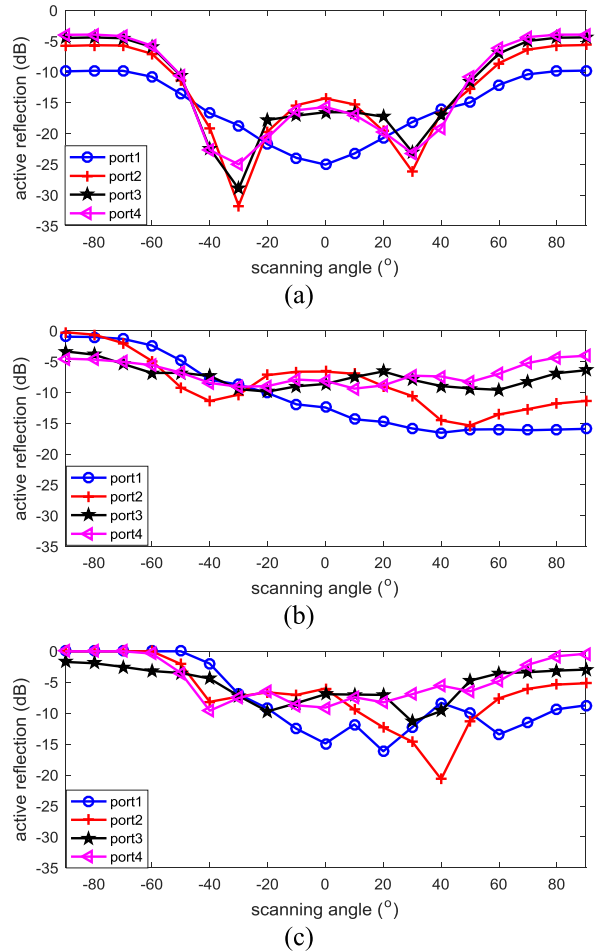 0
-5
-10
-15
-20
-25
-30
-35
active reflection (dB)
port1
port2
port3
port4
-80 -60 -40 -20 0 20 40 60 80
scanning angle (o)
(a)
0
-5
-10
-15
-20
-25
-30
-35
active reflection (dB)
port1
port2
port3
port4
-80 -60 -40 -20 0 20 40 60 80
scanning angle (o)
(b)
0
-5
-10
-15
-20
-25
-30
-35
active reflection (dB)
port1
port2
port3
port4
-80 -60 -40 -20 0 20 40 60 80
scanning angle (o)
(c)